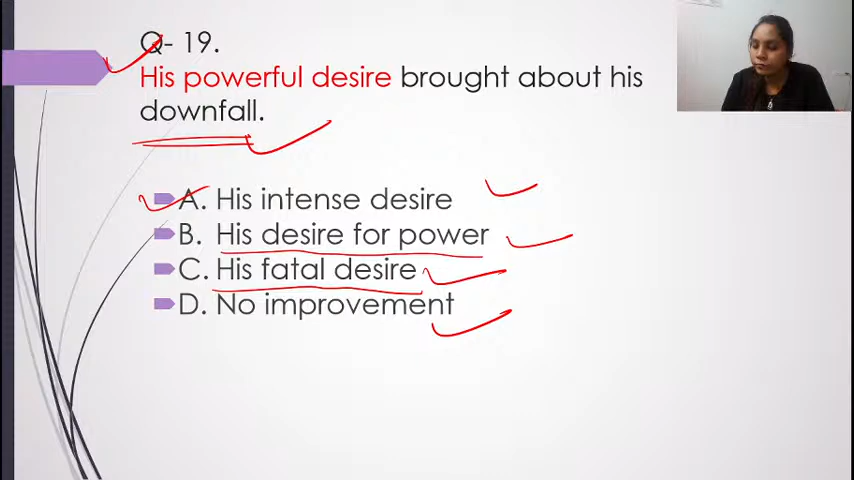 Q- 19.
His powerful desire brought about his
downfall.
A. His intense desire
B. His desire for power
C. His fatal desire
D. No improvement